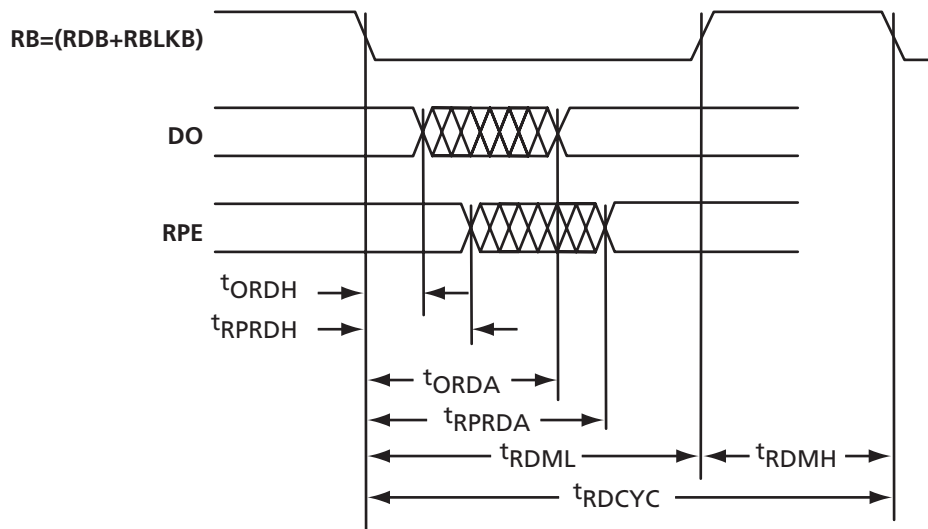 RB=(RDB+RBLKB)
DO
RPE
tORDH
tRPRDH
tORDA
tRPRDA
tRDML
tRDMH
tRDCYC